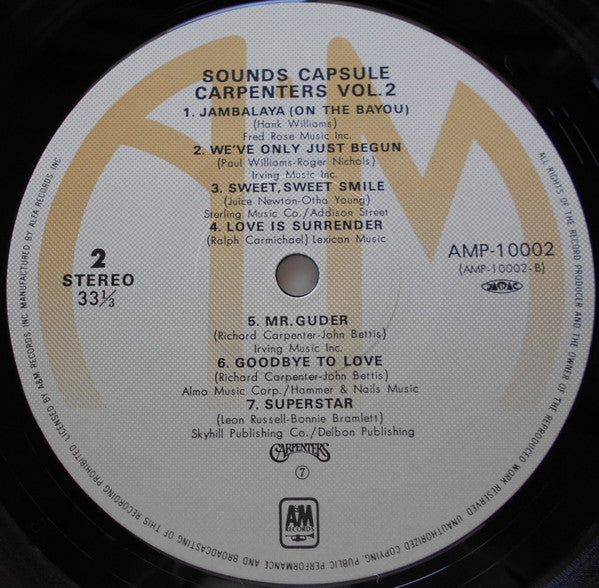 SOUNDS CAPSULE
CARPENTERS VOL.2
1. JAMBALAYA (ON THE BAYOU)
(Hank Williams)
Fred Rose Music Inc.
2. WE'VE ONLY JUST BEGUN
(Paul Williams-Roger Nichols)
Irving Music Inc.
3. SWEET, SWEET SMILE
(Juice Newton-Otha Young)
Sterling Music Co./Addison Street
4. LOVE IS SURRENDER
(Ralph Carmichael) Lexicon Music
2
STEREO
33⅓
AMP-10002
(AMP-10002-B)
5. MR. GUDER
(Richard Carpenter-John Bettis)
Irving Music Inc.
6. GOODBYE TO LOVE
(Richard Carpenter-John Bettis)
Almo Music Corp./Hammer & Nails Music
7. SUPERSTAR
(Leon Russell-Bonnie Bramlett)
Skyhill Publishing Co./Delbon Publishing
CARPENTERS
7
A&M
RECORDS
ALL RIGHTS OF THE RECORD PRODUCER AND THE OWNER OF THE REPRODUCED WORK RESERVED. UNAUTHORIZED COPYING, PUBLIC PERFORMANCE AND BROADCASTING OF THIS RECORDING PROHIBITED. LICENSED BY A&M RECORDS, INC. MANUFACTURED BY ALFA RECORDS, INC.